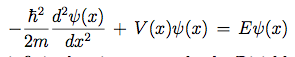 −ħ²/2m d²ψ(x)/dx² + V(x)ψ(x) = Eψ(x)